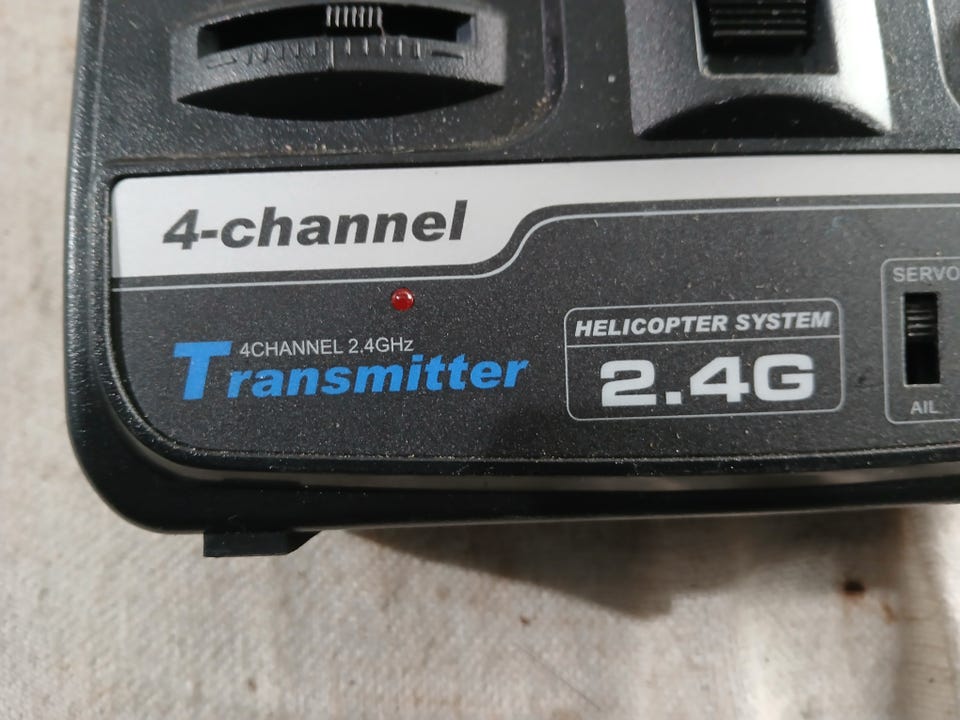 4-channel
4CHANNEL 2.4GHz
Transmitter
HELICOPTER SYSTEM
2.4G
SERVO
AIL